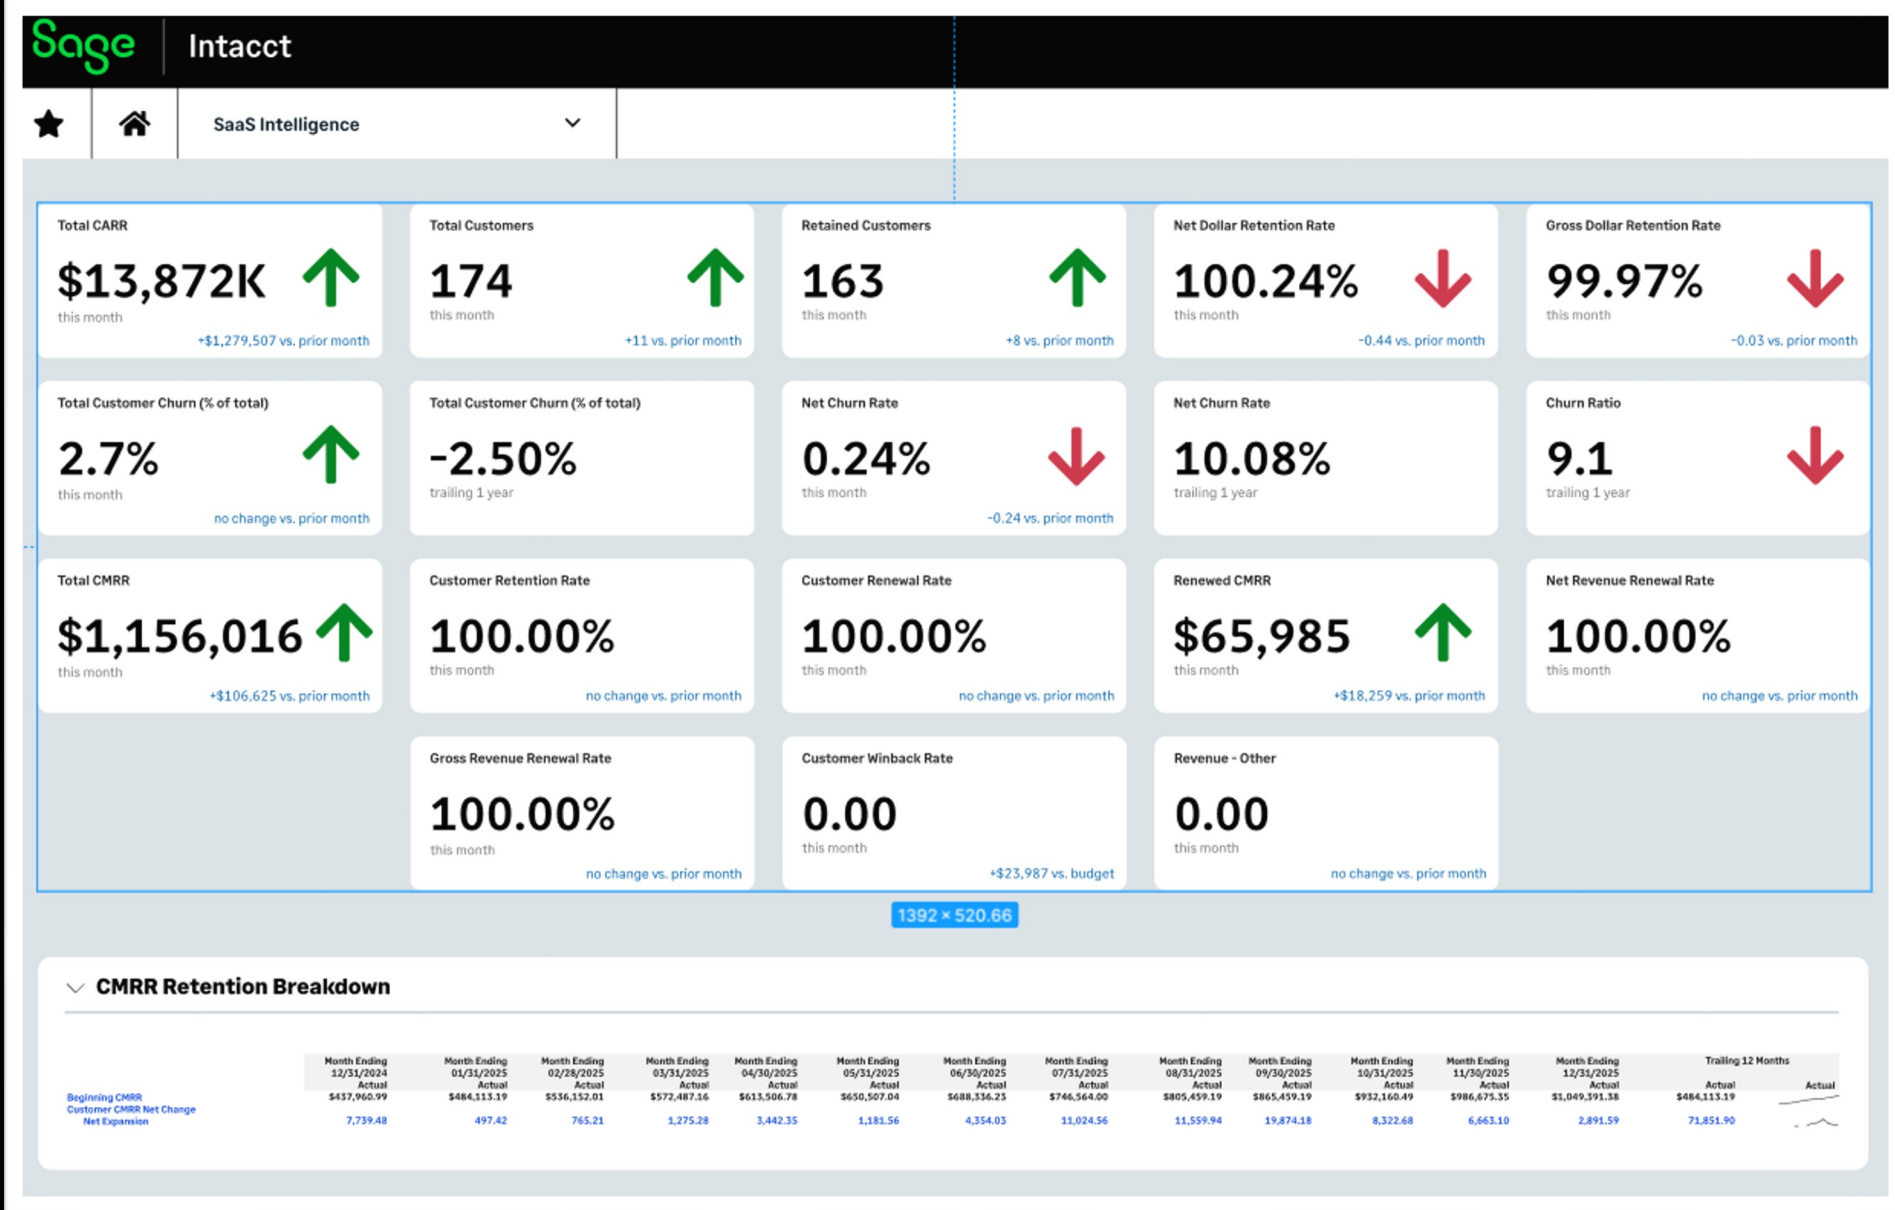 Sage
Intacct
SaaS Intelligence
Total CARR
$13,872K
this month
+$1,279,507 vs. prior month
Total Customers
174
this month
+11 vs. prior month
Retained Customers
163
this month
+8 vs. prior month
Net Dollar Retention Rate
100.24%
this month
-0.44 vs. prior month
Gross Dollar Retention Rate
99.97%
this month
-0.03 vs. prior month
Total Customer Churn (% of total)
2.7%
this month
no change vs. prior month
Total Customer Churn (% of total)
-2.50%
trailing 1 year
Net Churn Rate
0.24%
this month
-0.24 vs. prior month
Net Churn Rate
10.08%
trailing 1 year
Churn Ratio
9.1
trailing 1 year
Total CMRR
$1,156,016
this month
+$106,625 vs. prior month
Customer Retention Rate
100.00%
this month
no change vs. prior month
Customer Renewal Rate
100.00%
this month
no change vs. prior month
Renewed CMRR
$65,985
this month
+$18,259 vs. prior month
Net Revenue Renewal Rate
100.00%
this month
no change vs. prior month
Gross Revenue Renewal Rate
100.00%
this month
no change vs. prior month
Customer Winback Rate
0.00
this month
+$23,987 vs. budget
Revenue - Other
0.00
this month
no change vs. prior month
1392 × 520.66
CMRR Retention Breakdown
Month Ending Month Ending Month Ending Month Ending Month Ending Month Ending Month Ending Month Ending Month Ending Month Ending Month Ending Month Ending Month Ending Trailing 12 Months
12/31/2024 01/31/2025 02/28/2025 03/31/2025 04/30/2025 05/31/2025 06/30/2025 07/31/2025 08/31/2025 09/30/2025 10/31/2025 11/30/2025 12/31/2025
Actual Actual Actual Actual Actual Actual Actual Actual Actual Actual Actual Actual Actual Actual Actual
Beginning CMRR $437,960.99 $484,113.19 $536,152.01 $572,487.16 $613,506.78 $650,507.04 $688,336.23 $746,564.00 $805,459.19 $865,459.19 $932,160.49 $986,675.35 $1,049,391.38 $484,113.19
Customer CMRR Net Change
Net Expansion 7,739.48 497.42 765.21 1,275.28 3,442.35 1,181.56 4,354.03 11,024.56 11,559.94 19,874.18 8,322.68 6,663.10 2,891.59 71,851.90